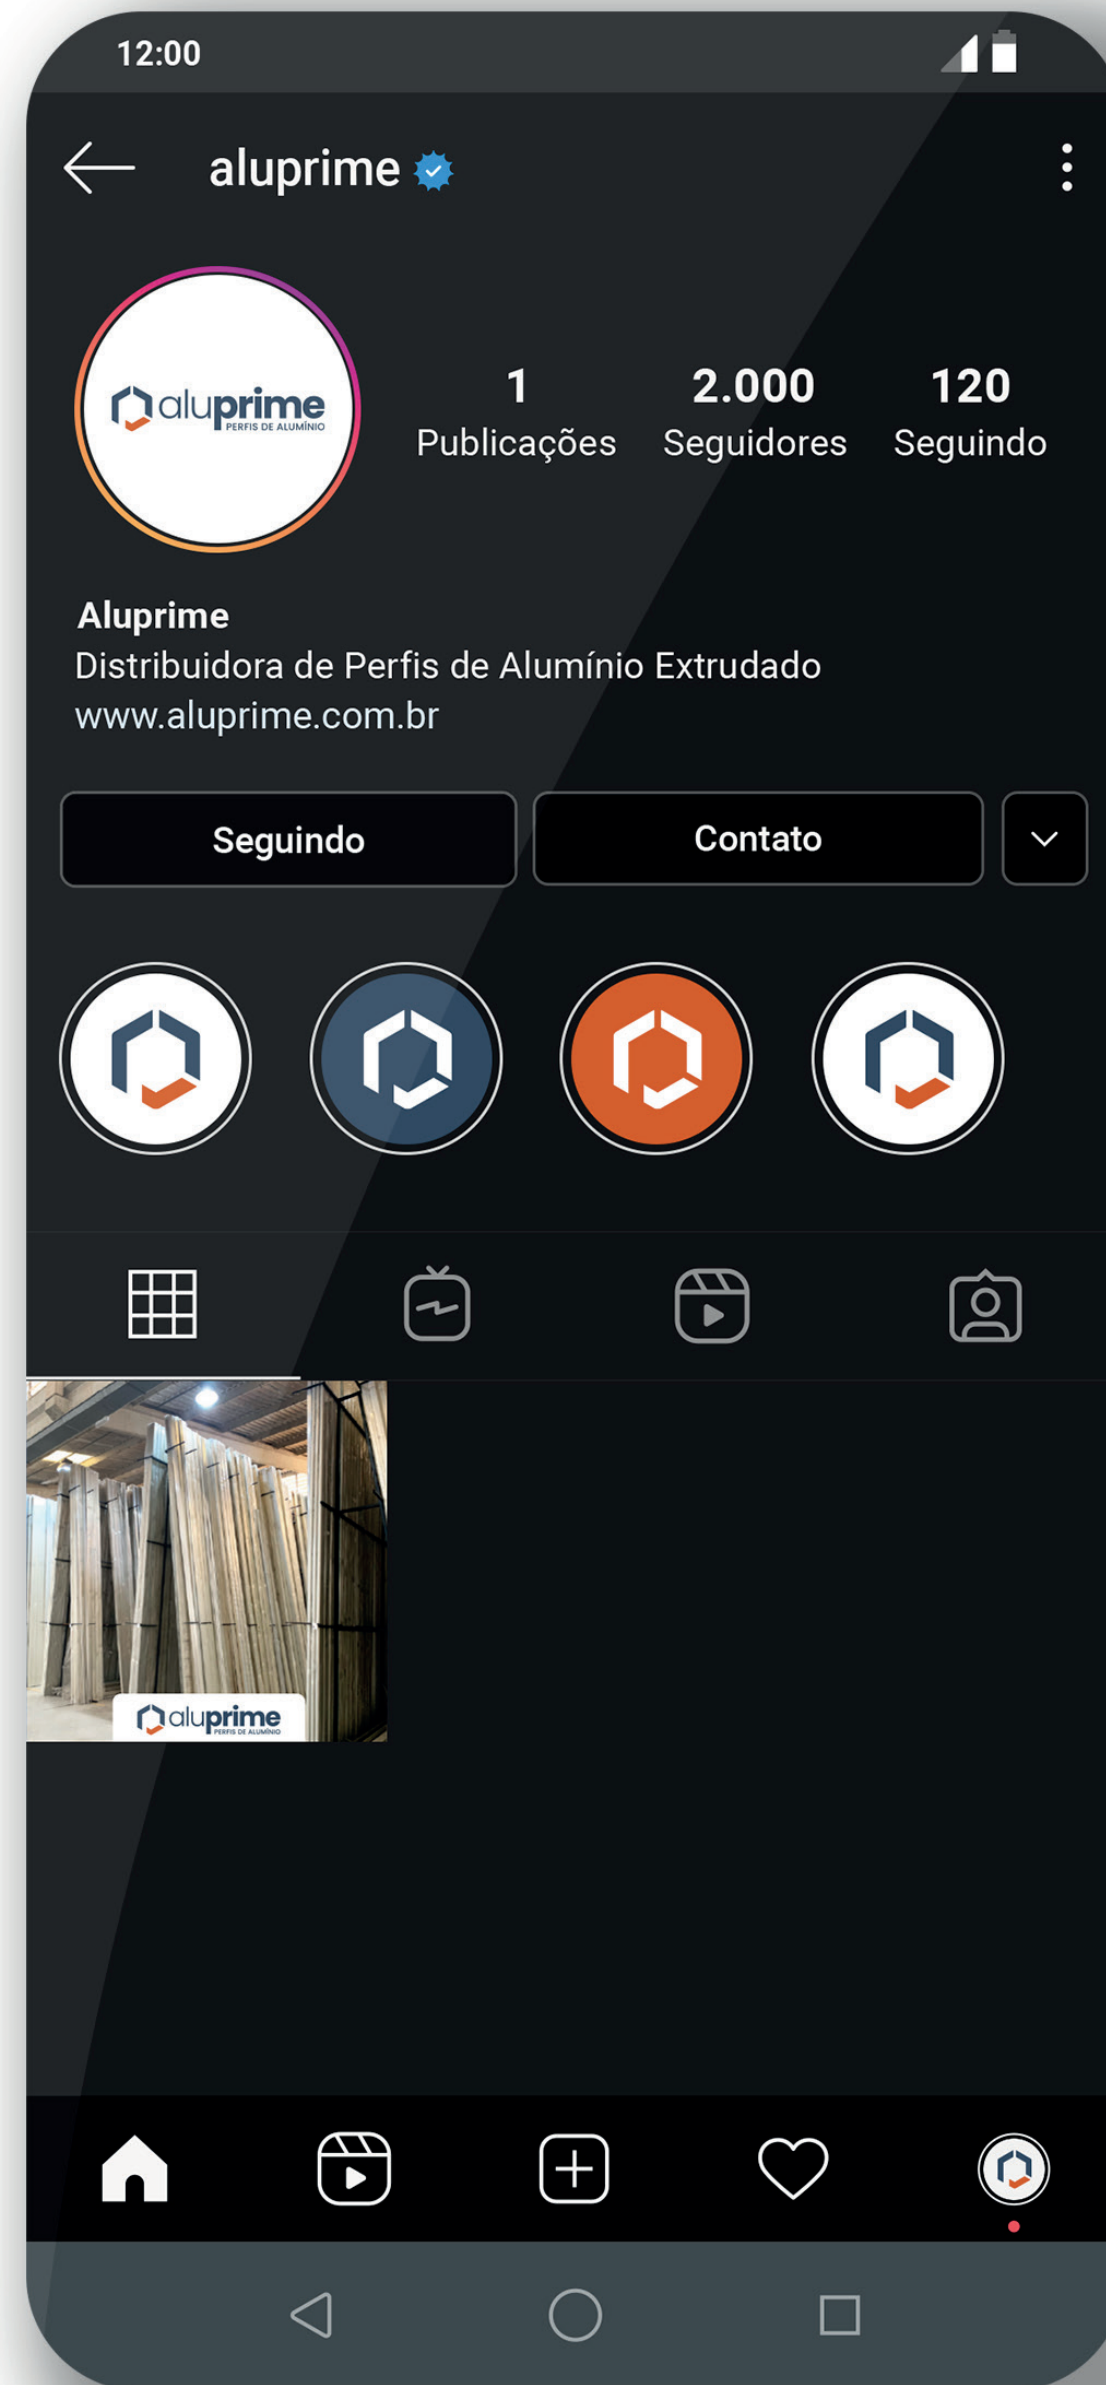 12:00
aluprime
aluprime
PERFIS DE ALUMÍNIO
1 2.000 120
Publicações Seguidores Seguindo
Aluprime
Distribuidora de Perfis de Alumínio Extrudado
www.aluprime.com.br
Seguindo Contato
aluprime
PERFIS DE ALUMÍNIO